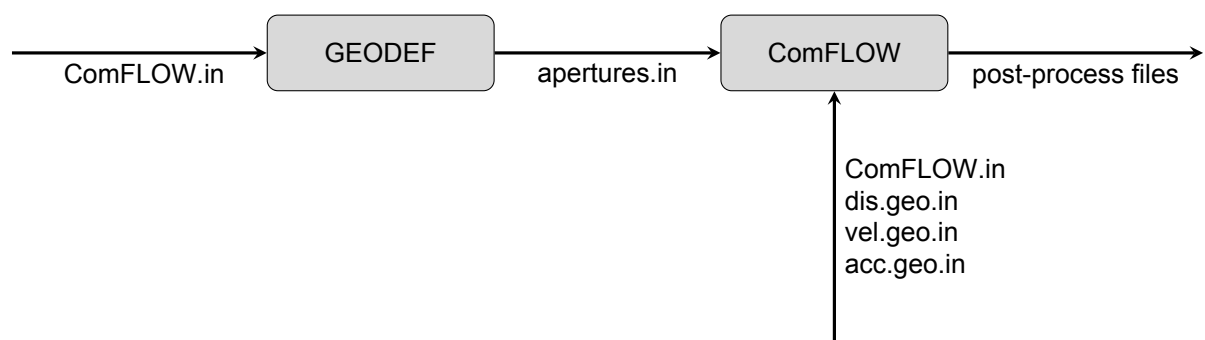 GEODEF
ComFLOW
ComFLOW.in
apertures.in
post-process files
ComFLOW.in
dis.geo.in
vel.geo.in
acc.geo.in